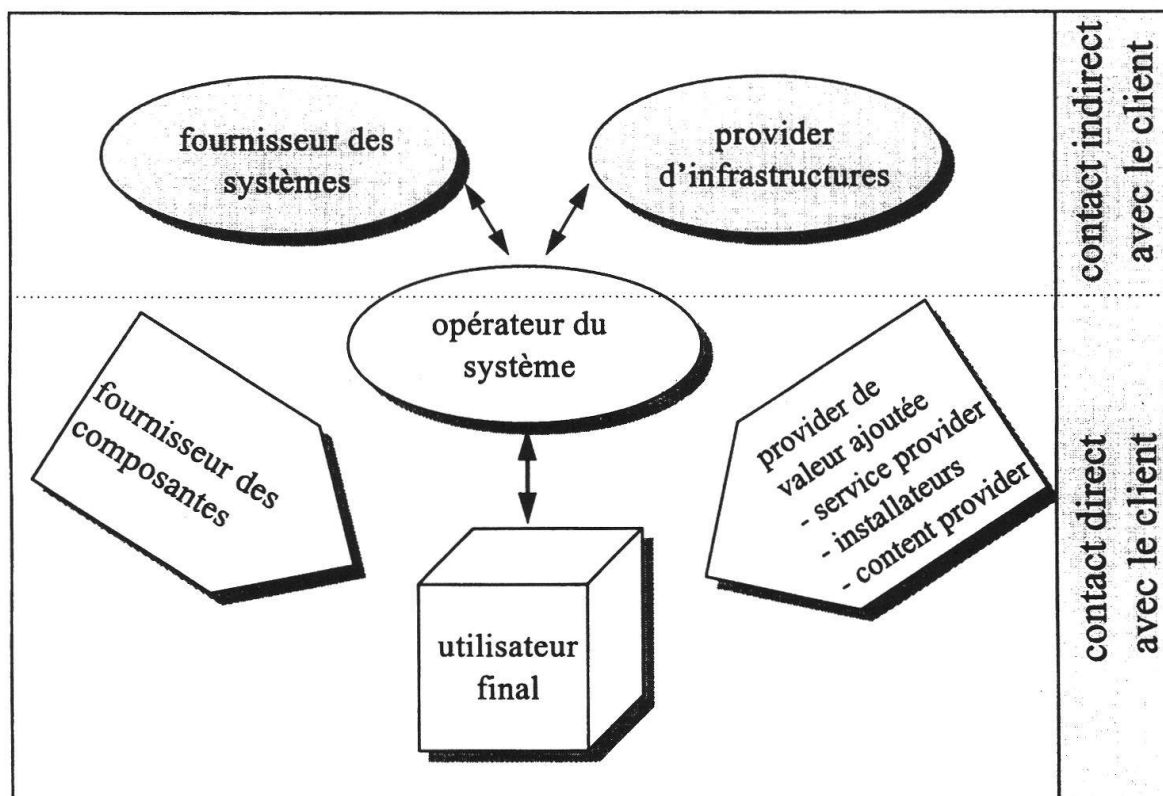 fournisseur des
systèmes
provider
d'infrastructures
contact indirect
avec le client
opérateur du
système
fournisseur des
composantes
provider de
valeur ajoutée
- service provider
- installateurs
- content provider
utilisateur
final
contact direct
avec le client